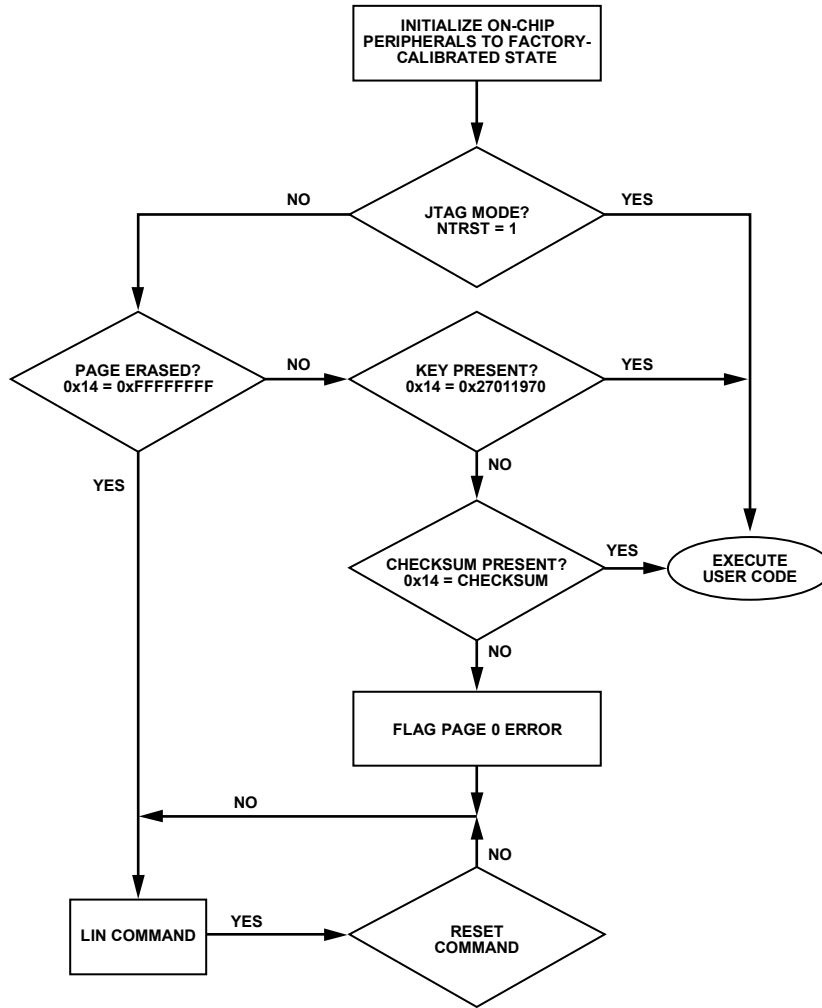 INITIALIZE ON-CHIP
PERIPHERALS TO FACTORY-
CALIBRATED STATE
NO
JTAG MODE?
NTRST = 1
YES
PAGE ERASED?
0x14 = 0xFFFFFFFF
NO
KEY PRESENT?
0x14 = 0x27011970
YES
YES
NO
CHECKSUM PRESENT?
0x14 = CHECKSUM
YES
EXECUTE
USER CODE
NO
FLAG PAGE 0 ERROR
NO
NO
LIN COMMAND
YES
RESET
COMMAND